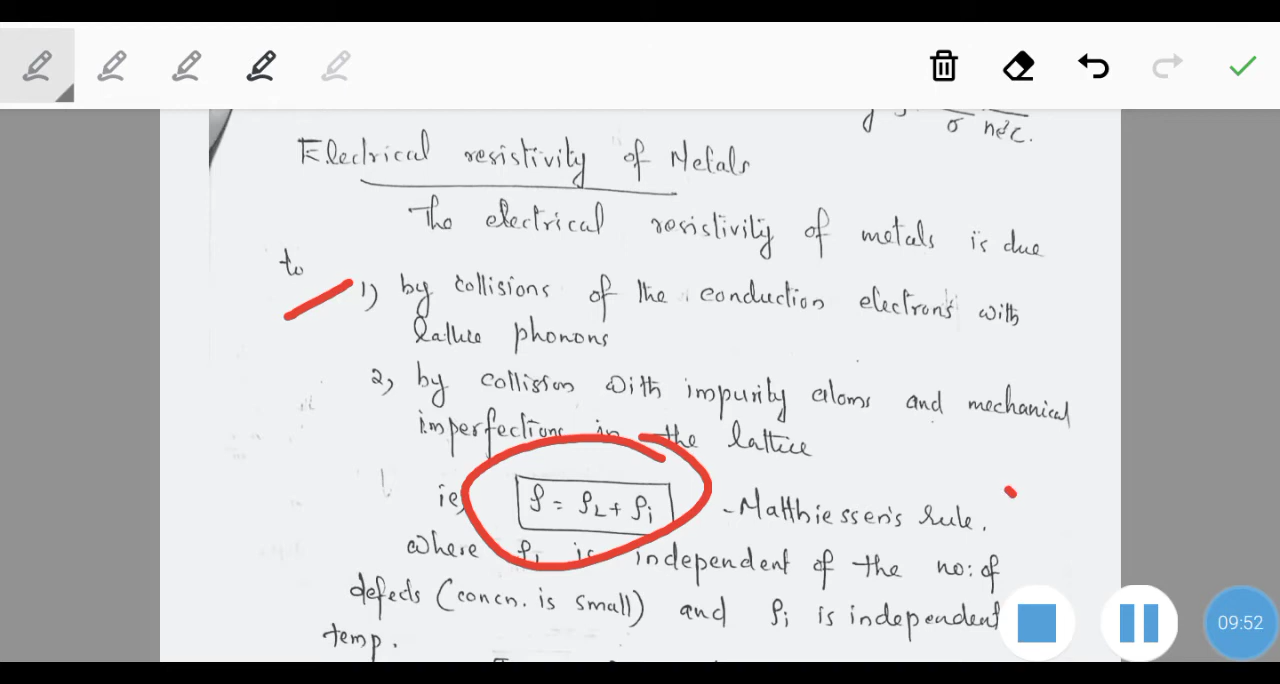 σ ne²τ.
Electrical resistivity of Metals
The electrical resistivity of metals is due
to
1) by collisions of the conduction electrons with
lattice phonons
2, by collision with impurity atoms and mechanical
imperfections in the lattice
ie, ρ = ρL + ρi - Matthiessen's rule.
where is independent of the no: of
defects (concn. is small) and ρi is independent
temp.
09:52